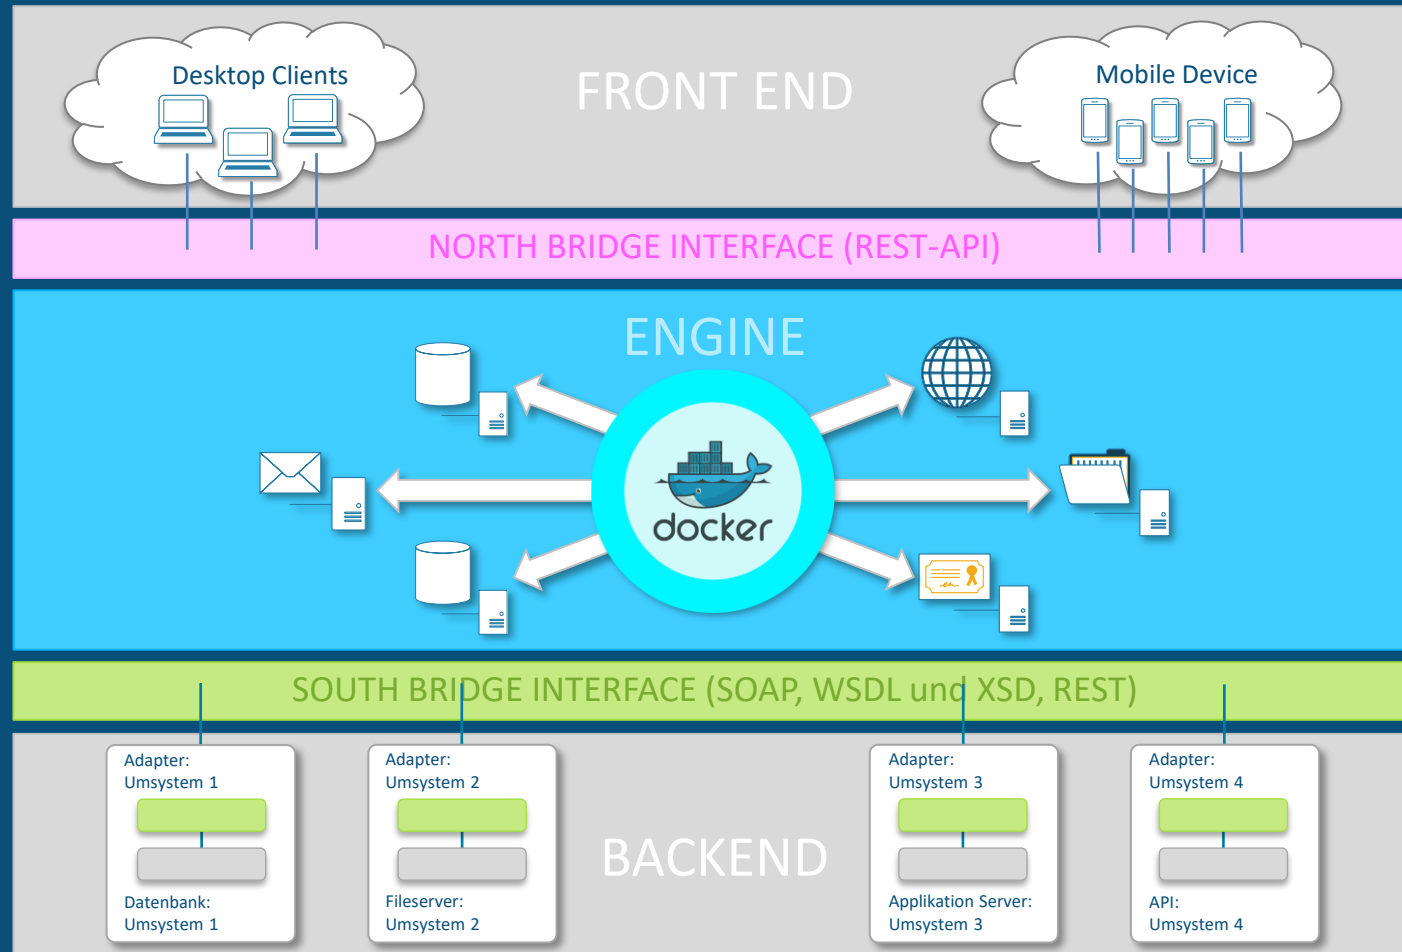 FRONT END
Desktop Clients
Mobile Device
NORTH BRIDGE INTERFACE (REST-API)
ENGINE
docker
SOUTH BRIDGE INTERFACE (SOAP, WSDL und XSD, REST)
BACKEND
Adapter:
Umsystem 1
Datenbank:
Umsystem 1
Adapter:
Umsystem 2
Fileserver:
Umsystem 2
Adapter:
Umsystem 3
Applikation Server:
Umsystem 3
Adapter:
Umsystem 4
API:
Umsystem 4